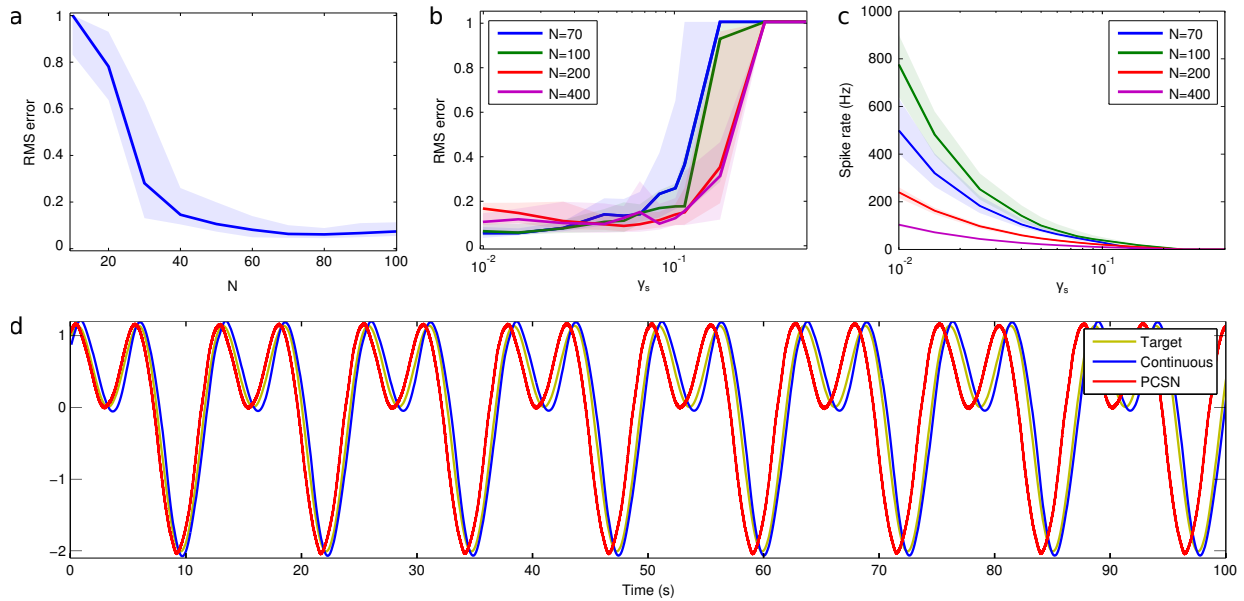 a
RMS error
1
0.8
0.6
0.4
0.2
0
20 40 60 80 100
N
b
RMS error
1
0.8
0.6
0.4
0.2
0
N=70
N=100
N=200
N=400
10⁻² 10⁻¹
γs
c
Spike rate (Hz)
1000
800
600
400
200
0
N=70
N=100
N=200
N=400
10⁻² 10⁻¹
γs
d
1
0
−1
−2
Target
Continuous
PCSN
0 10 20 30 40 50 60 70 80 90 100
Time (s)